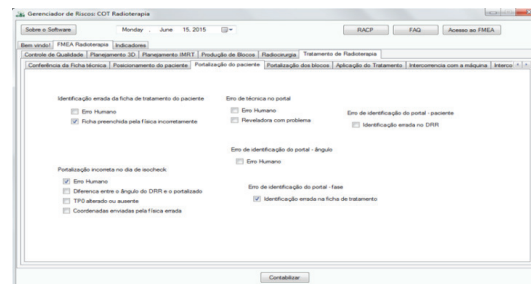 Gerenciador de Riscos: COT Radioterapia
Sobre o Software
Monday , June 15, 2015
RACP
FAQ
Acesso ao FMEA
Bem vindo!
FMEA Radioterapia
Indicadores
Controle de Qualidade
Planejamento 3D
Planejamento IMRT
Produção de Blocos
Radiocirurgia
Tratamento de Radioterapia
Conferência da Ficha técnica
Posicionamento do paciente
Portalização do paciente
Portalização dos blocos
Aplicação do Tratamento
Intercorrencia com a máquina
Interco
Identificação errada da ficha de tratamento do paciente
Erro Humano
Ficha preenchida pela física incorretamente
Erro de técnica no portal
Erro Humano
Reveladora com problema
Erro de identificação do portal - paciente
Identificação errada no DRR
Erro de identificação do portal - ângulo
Erro Humano
Portalização incorreta no dia de isocheck
Erro Humano
Diferenca entre o ângulo do DRR e o portalizado
TP0 alterado ou ausente
Coordenadas enviadas pela física errada
Erro de identificação do portal - fase
Identificação errada na ficha de tratamento
Contabilizar